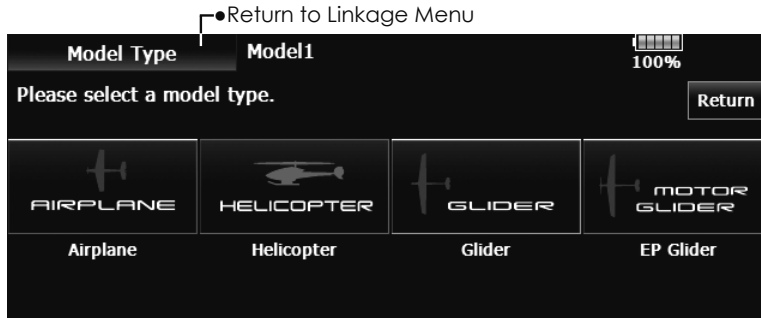 ●Return to Linkage Menu
Model Type Model1
100%
Please select a model type.
Return
AIRPLANE HELICOPTER GLIDER MOTOR GLIDER
Airplane Helicopter Glider EP Glider